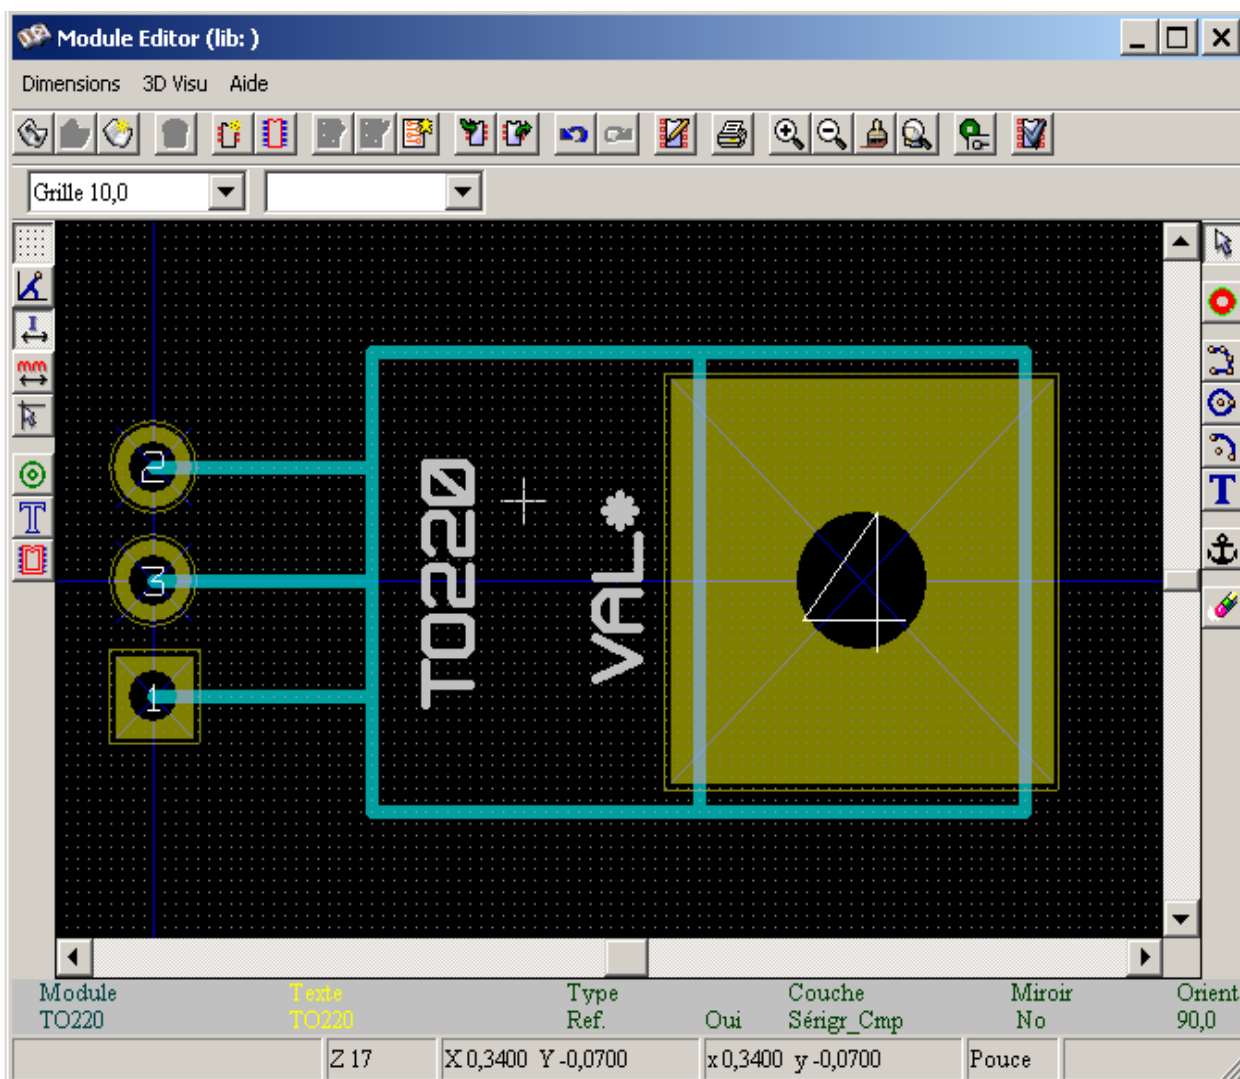 Module Editor (lib: )
Dimensions 3D Visu Aide
Grille 10,0
mm
2
3
1
TO220
VAL*
4
Module Texte Type Couche Miroir Orient
TO220 TO220 Ref. Oui Sérigr_Cmp No 90,0
Z 17 X 0,3400 Y -0,0700 x 0,3400 y -0,0700 Pouce